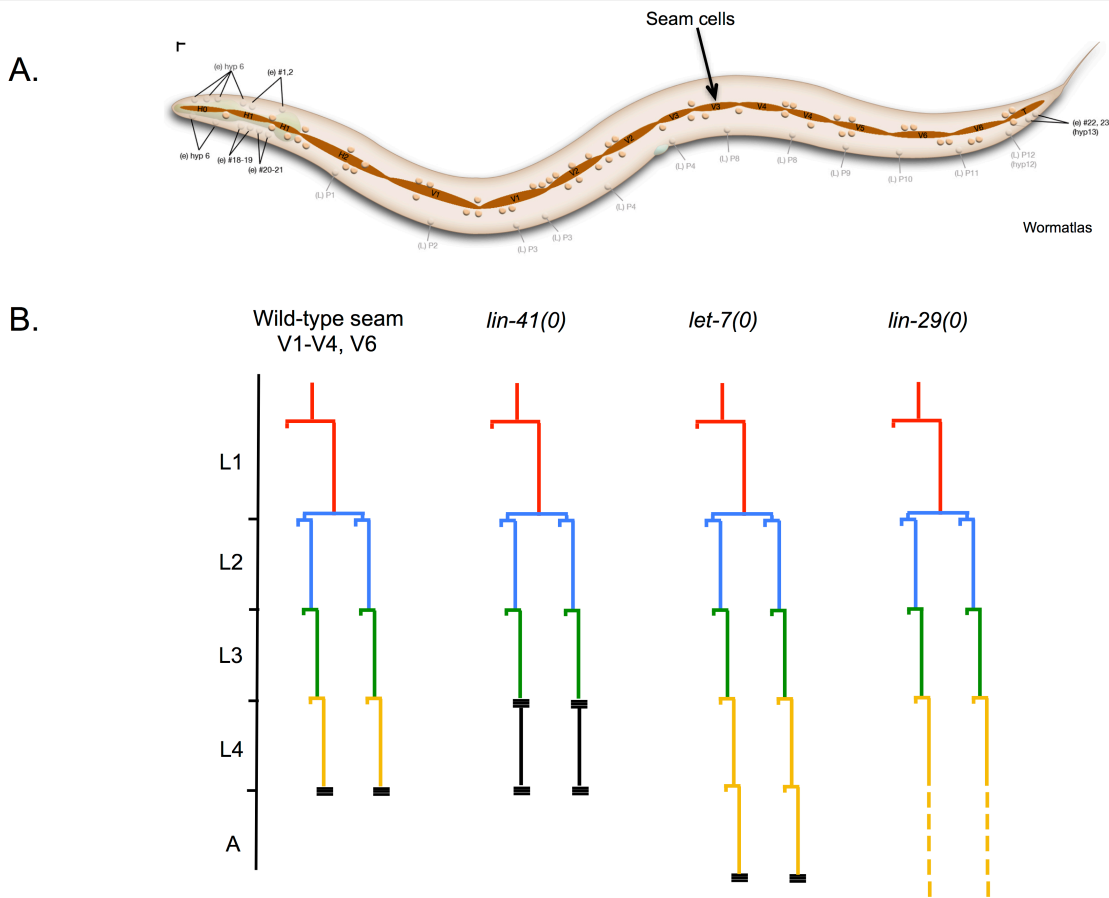 Seam cells
A.
(e) hyp 6
(e) #1,2
H0
H1
H1
H2
V1
V1
V2
V2
V3
V3
V4
V4
V5
V6
V6
T
(e) #22, 23
(hyp13)
(e) hyp 6
(e) #18-19
(e) #20-21
(L) P1
(L) P2
(L) P3
(L) P3
(L) P4
(L) P4
(L) P8
(L) P8
(L) P9
(L) P10
(L) P11
(L) P12
(hyp12)
Wormatlas
B.
Wild-type seam
V1-V4, V6
lin-41(0)
let-7(0)
lin-29(0)
L1
L2
L3
L4
A